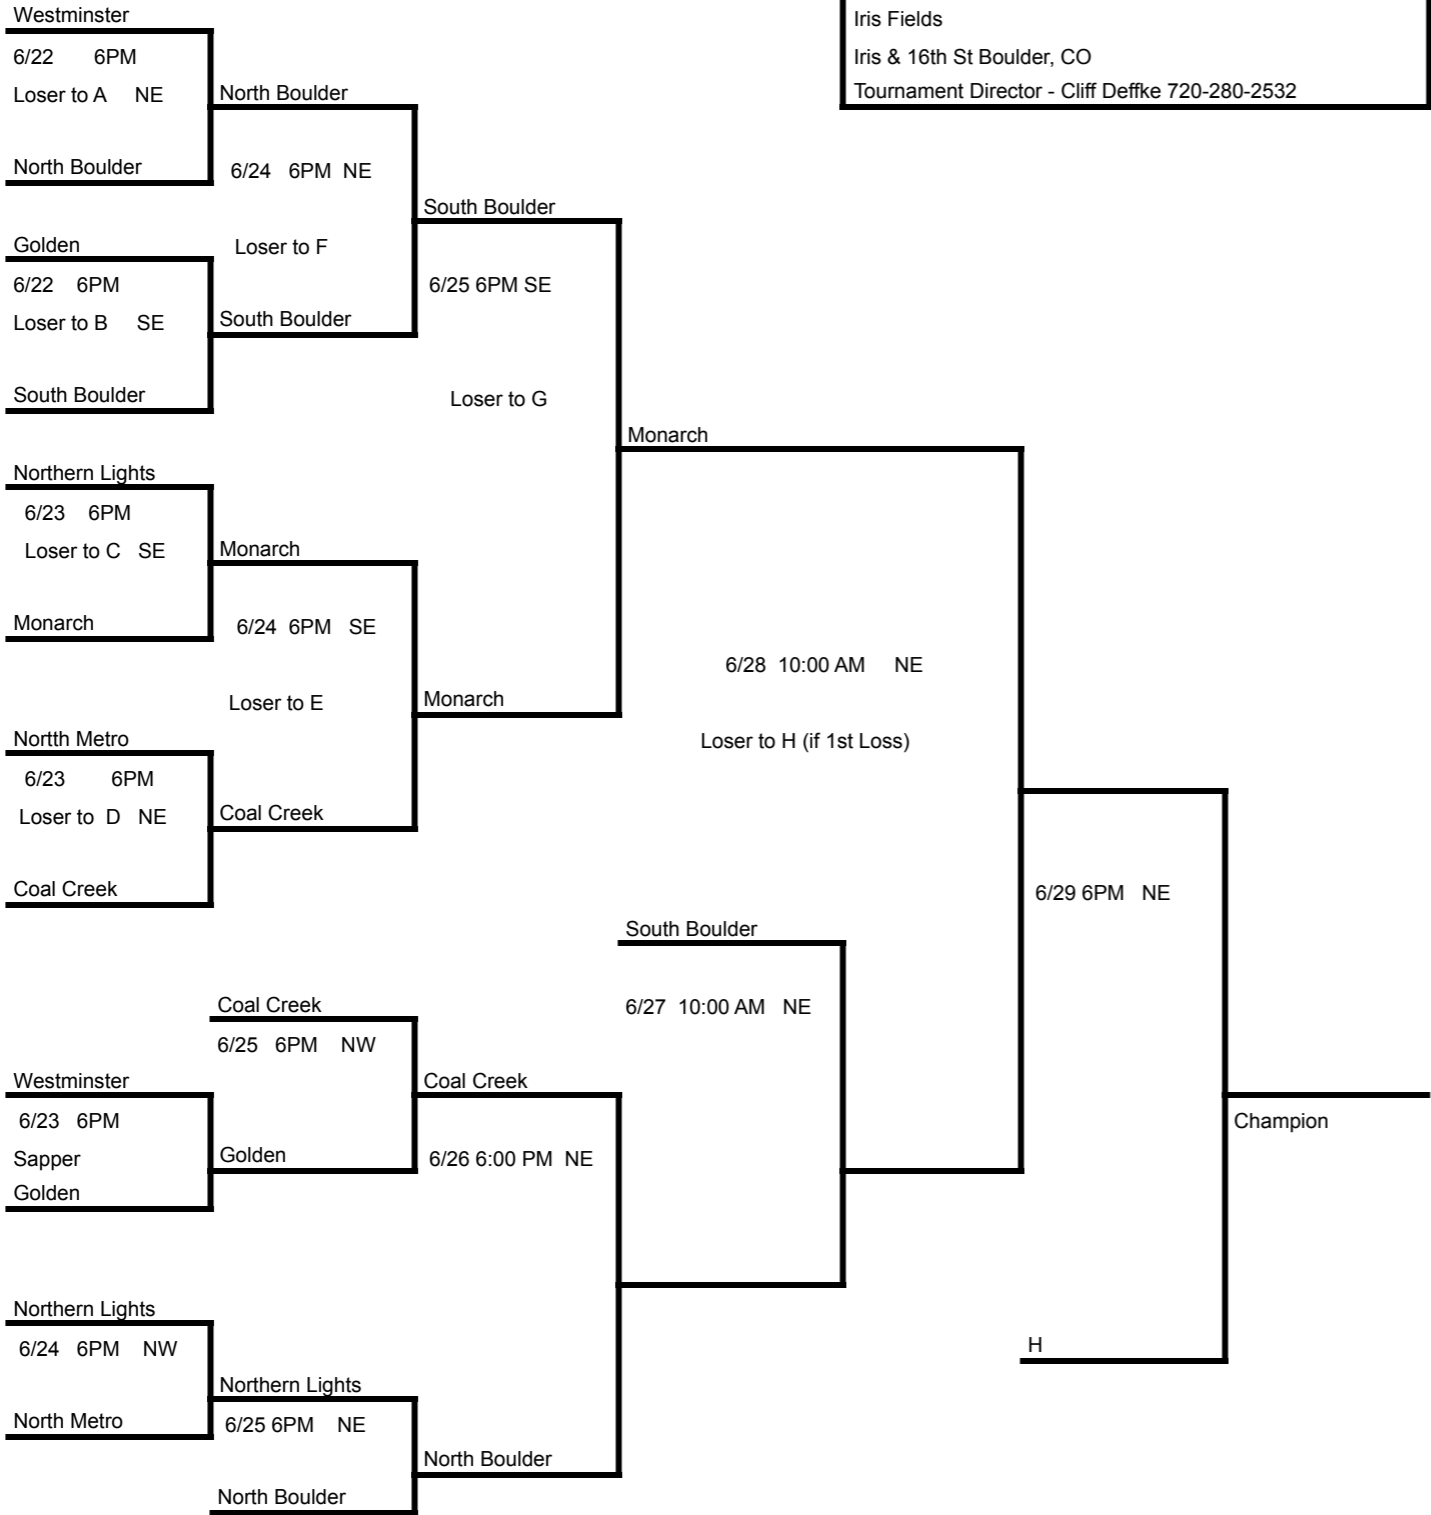 Westminster
Iris Fields
6/22 6PM
Iris & 16th St Boulder, CO
Loser to A NE
North Boulder
Tournament Director - Cliff Deffke 720-280-2532
North Boulder
6/24 6PM NE
South Boulder
Golden
Loser to F
6/22 6PM
6/25 6PM SE
Loser to B SE
South Boulder
South Boulder
Loser to G
Monarch
Northern Lights
6/23 6PM
Loser to C SE
Monarch
Monarch
6/24 6PM SE
6/28 10:00 AM NE
Loser to E
Monarch
Nortth Metro
Loser to H (if 1st Loss)
6/23 6PM
Loser to D NE
Coal Creek
Coal Creek
6/29 6PM NE
South Boulder
Coal Creek
6/27 10:00 AM NE
6/25 6PM NW
Westminster
Coal Creek
6/23 6PM
Champion
Sapper
Golden
6/26 6:00 PM NE
Golden
Northern Lights
6/24 6PM NW
H
Northern Lights
North Metro
6/25 6PM NE
North Boulder
North Boulder